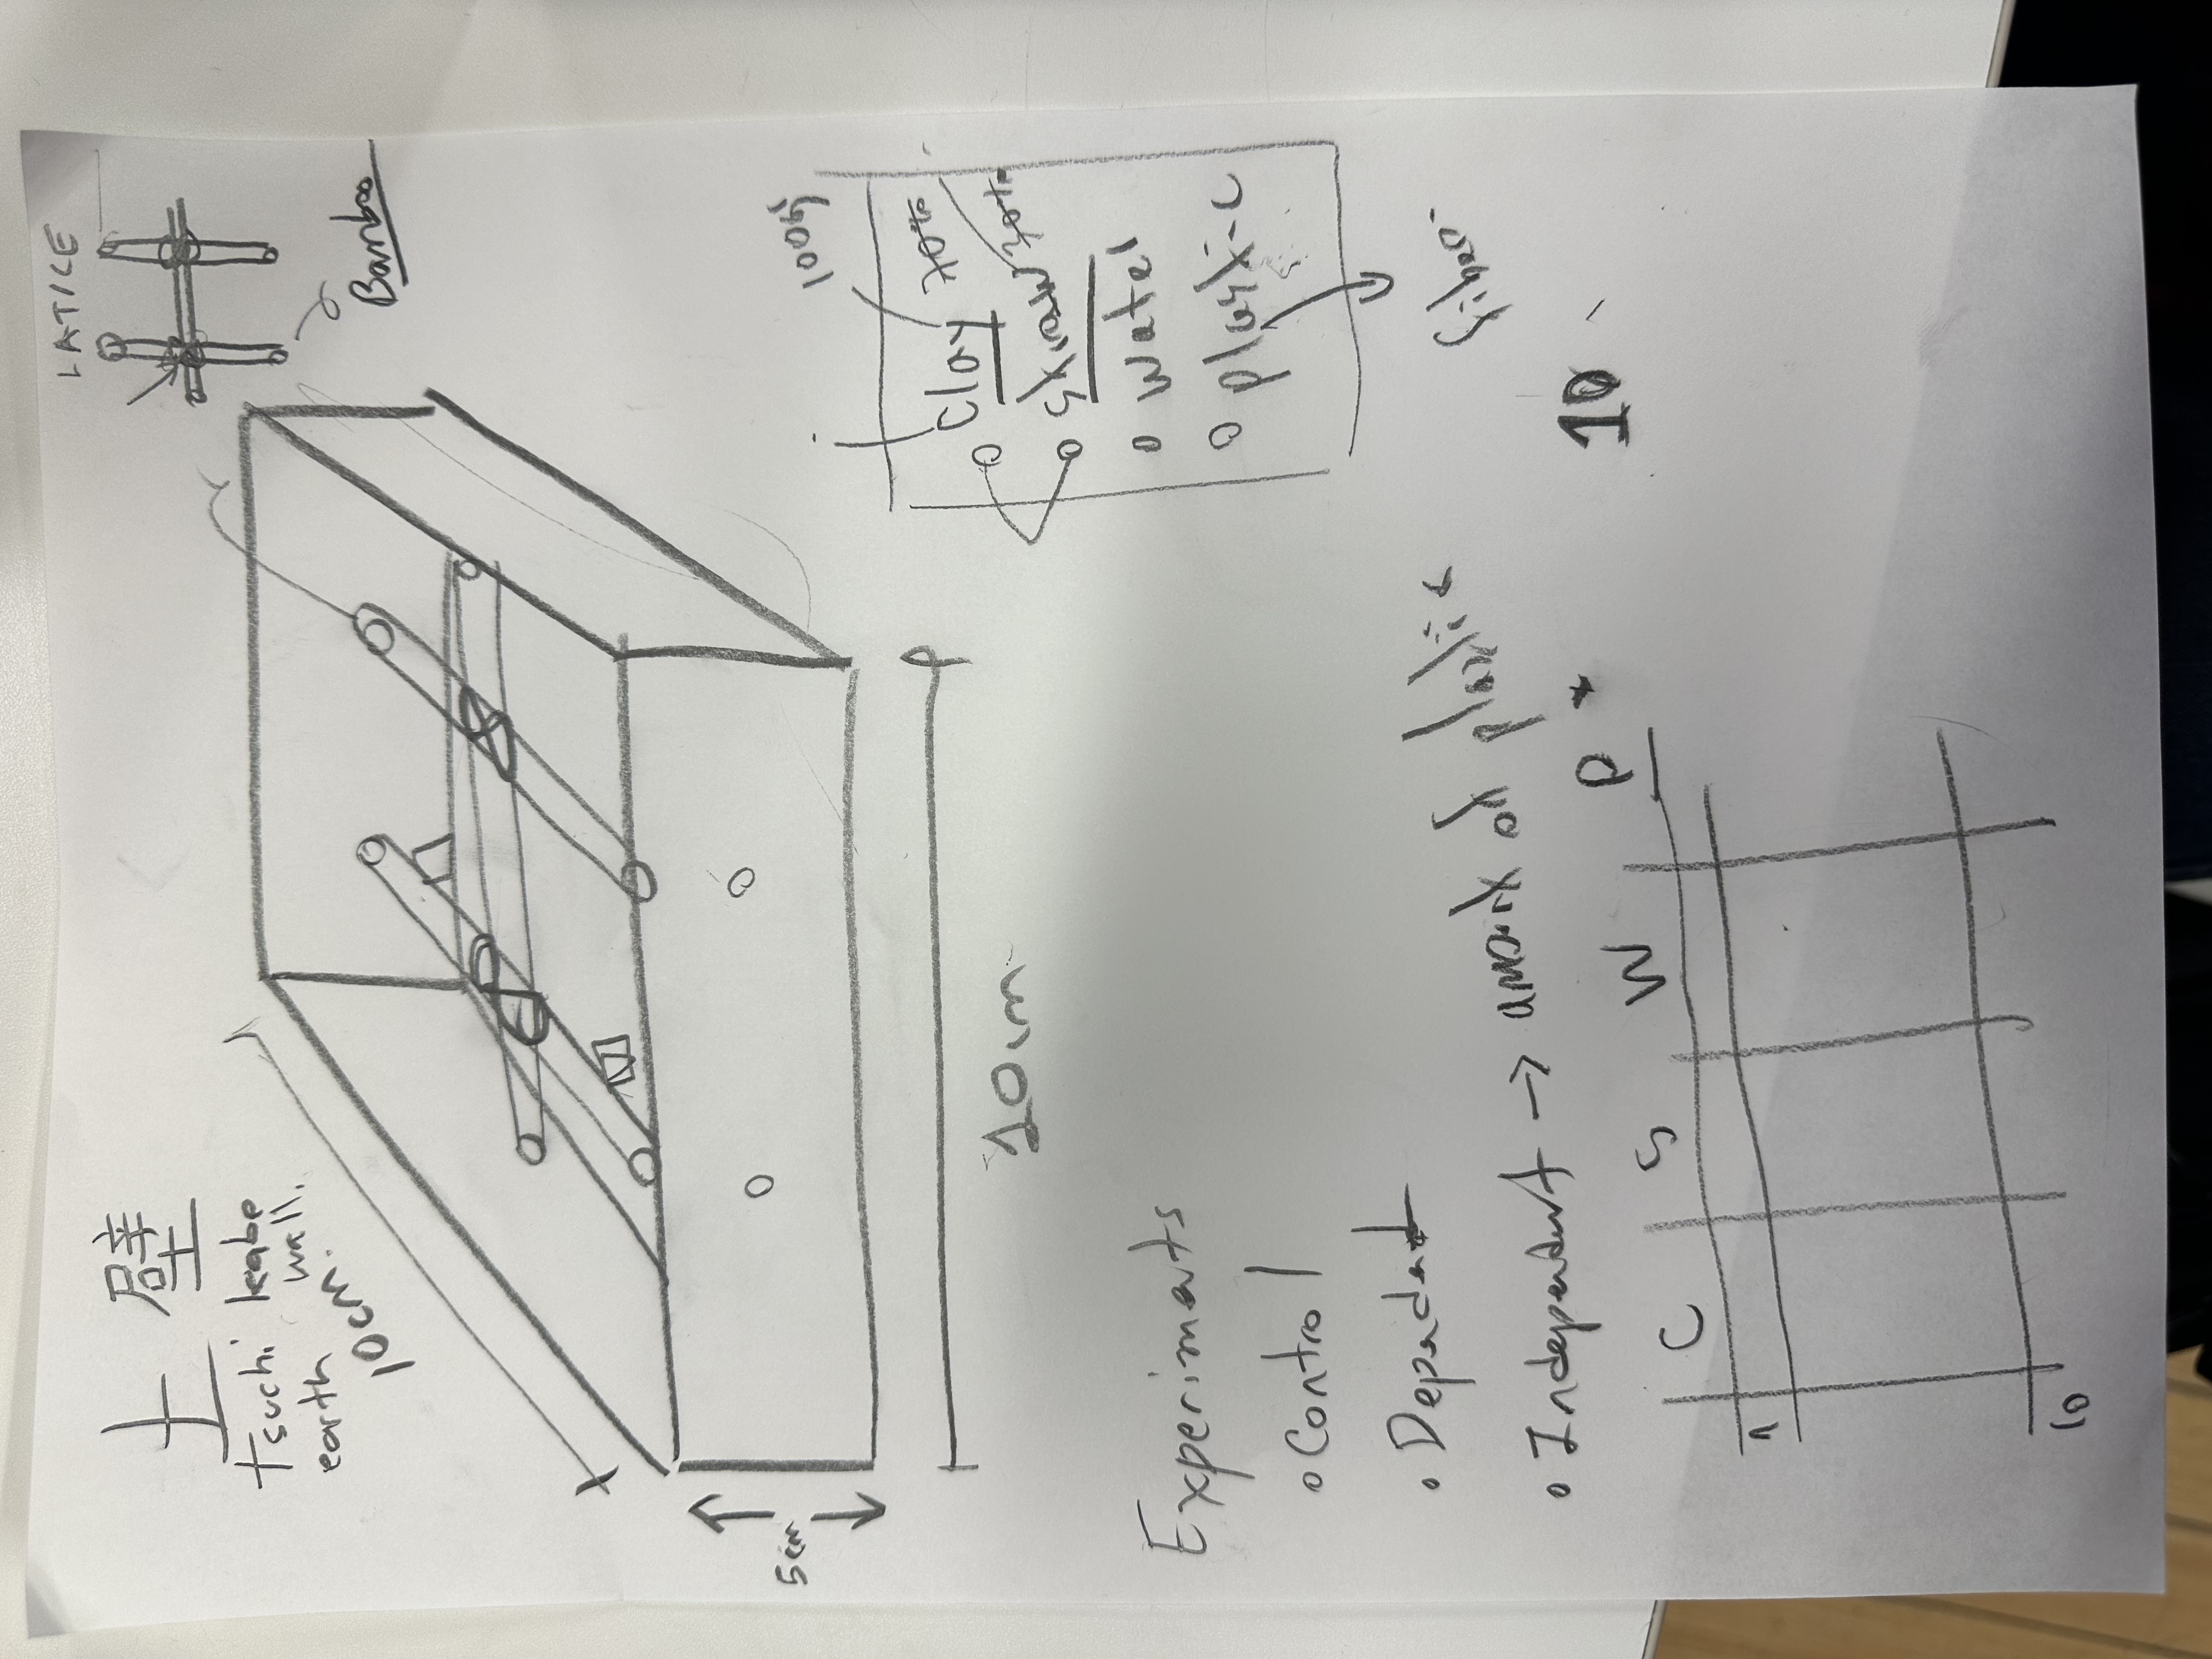 LATICE
土 壁
tsuchi kabe
earth wall.
10cm.
Bamboo
5cm
10cm
100g
Clay 70%
Straw 30%
Water
Plastic
fiber
Experiments
Control
Dependent
Independent → amount of plastic
10
C S W P *
1
10